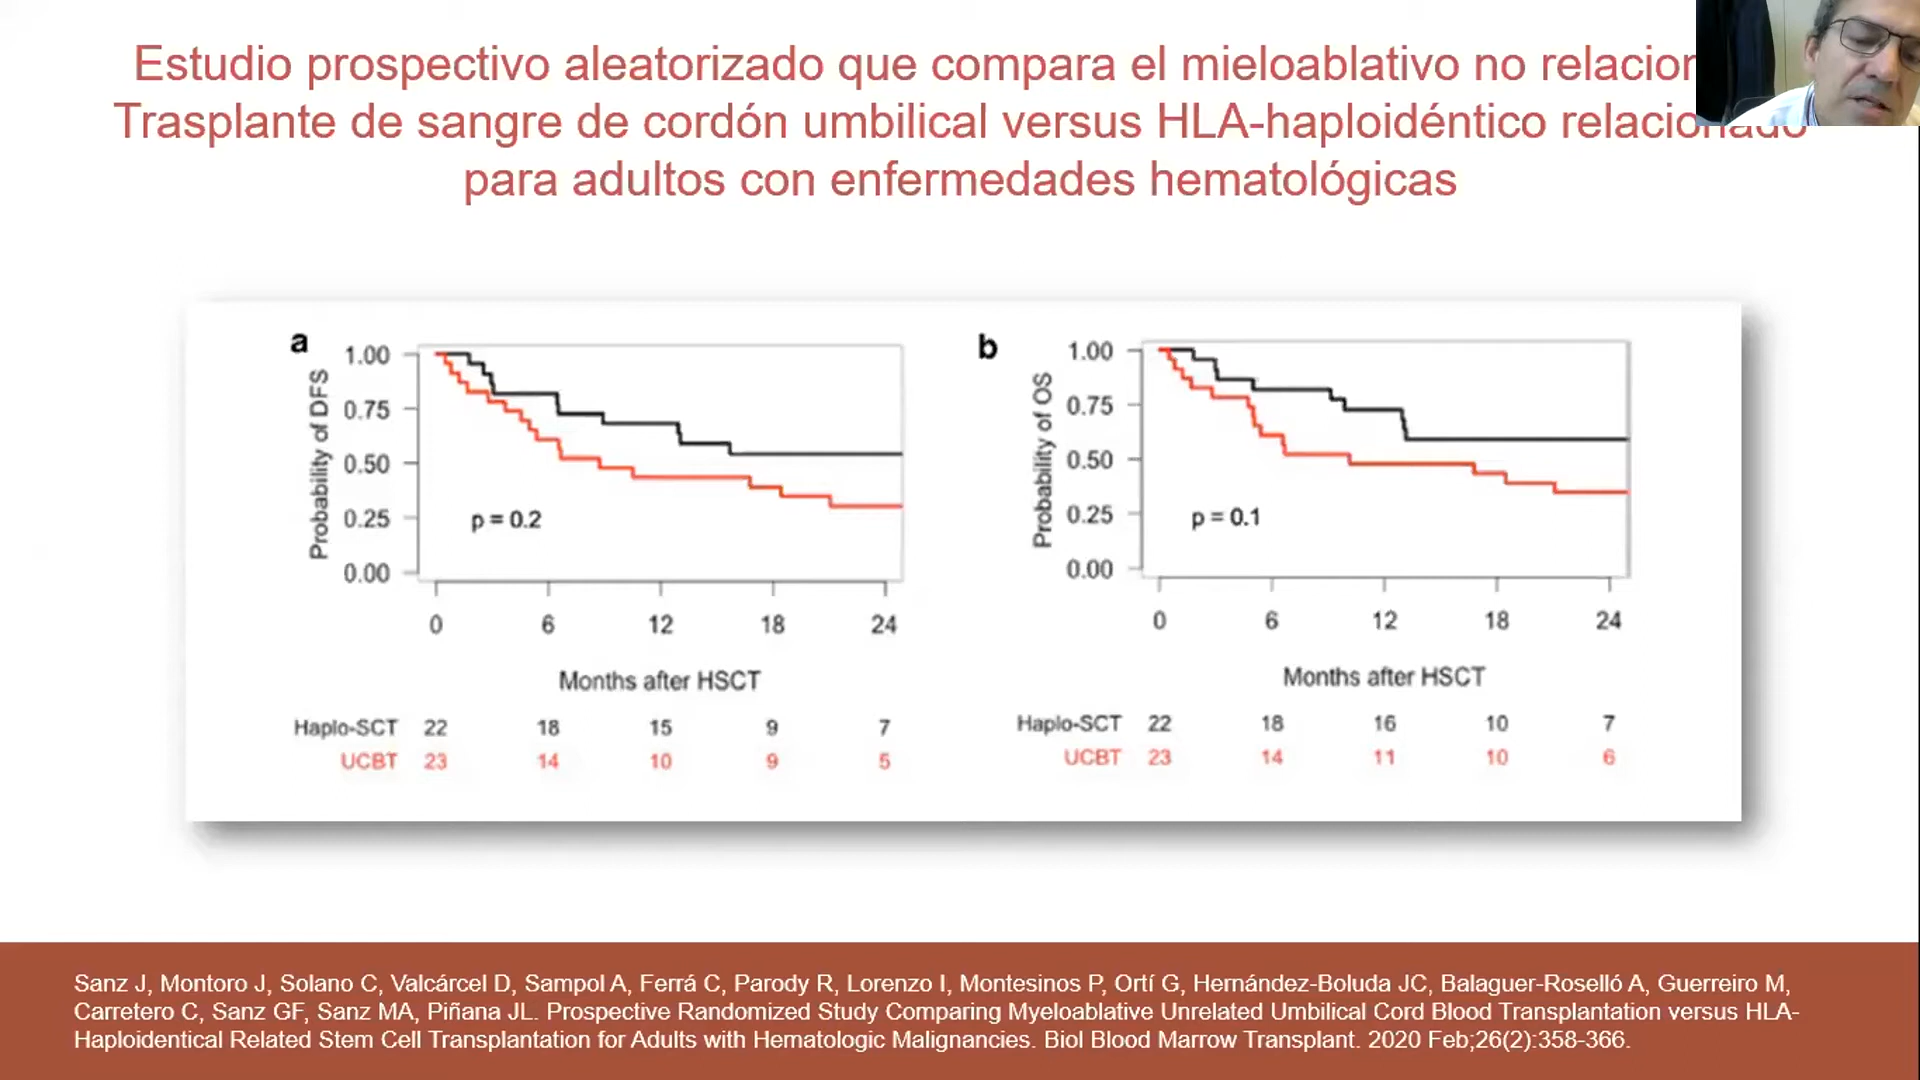 Estudio prospectivo aleatorizado que compara el mieloablativo no
Trasplante de sangre de cordón umbilical versus HLA-haploidéntico relacionado
para adultos con enfermedades hematológicas
a
Probability of DFS
1.00
0.75
0.50
0.25
0.00
p = 0.2
0 6 12 18 24
Months after HSCT
Haplo-SCT 22 18 15 9 7
UCBT 23 14 10 9 5
b
Probability of OS
1.00
0.75
0.50
0.25
0.00
p = 0.1
0 6 12 18 24
Months after HSCT
Haplo-SCT 22 18 16 10 7
UCBT 23 14 11 10 6
Sanz J, Montoro J, Solano C, Valcárcel D, Sampol A, Ferrá C, Parody R, Lorenzo I, Montesinos P, Ortí G, Hernández-Boluda JC, Balaguer-Roselló A, Guerreiro M,
Carretero C, Sanz GF, Sanz MA, Piñana JL. Prospective Randomized Study Comparing Myeloablative Unrelated Umbilical Cord Blood Transplantation versus HLA-
Haploidentical Related Stem Cell Transplantation for Adults with Hematologic Malignancies. Biol Blood Marrow Transplant. 2020 Feb;26(2):358-366.